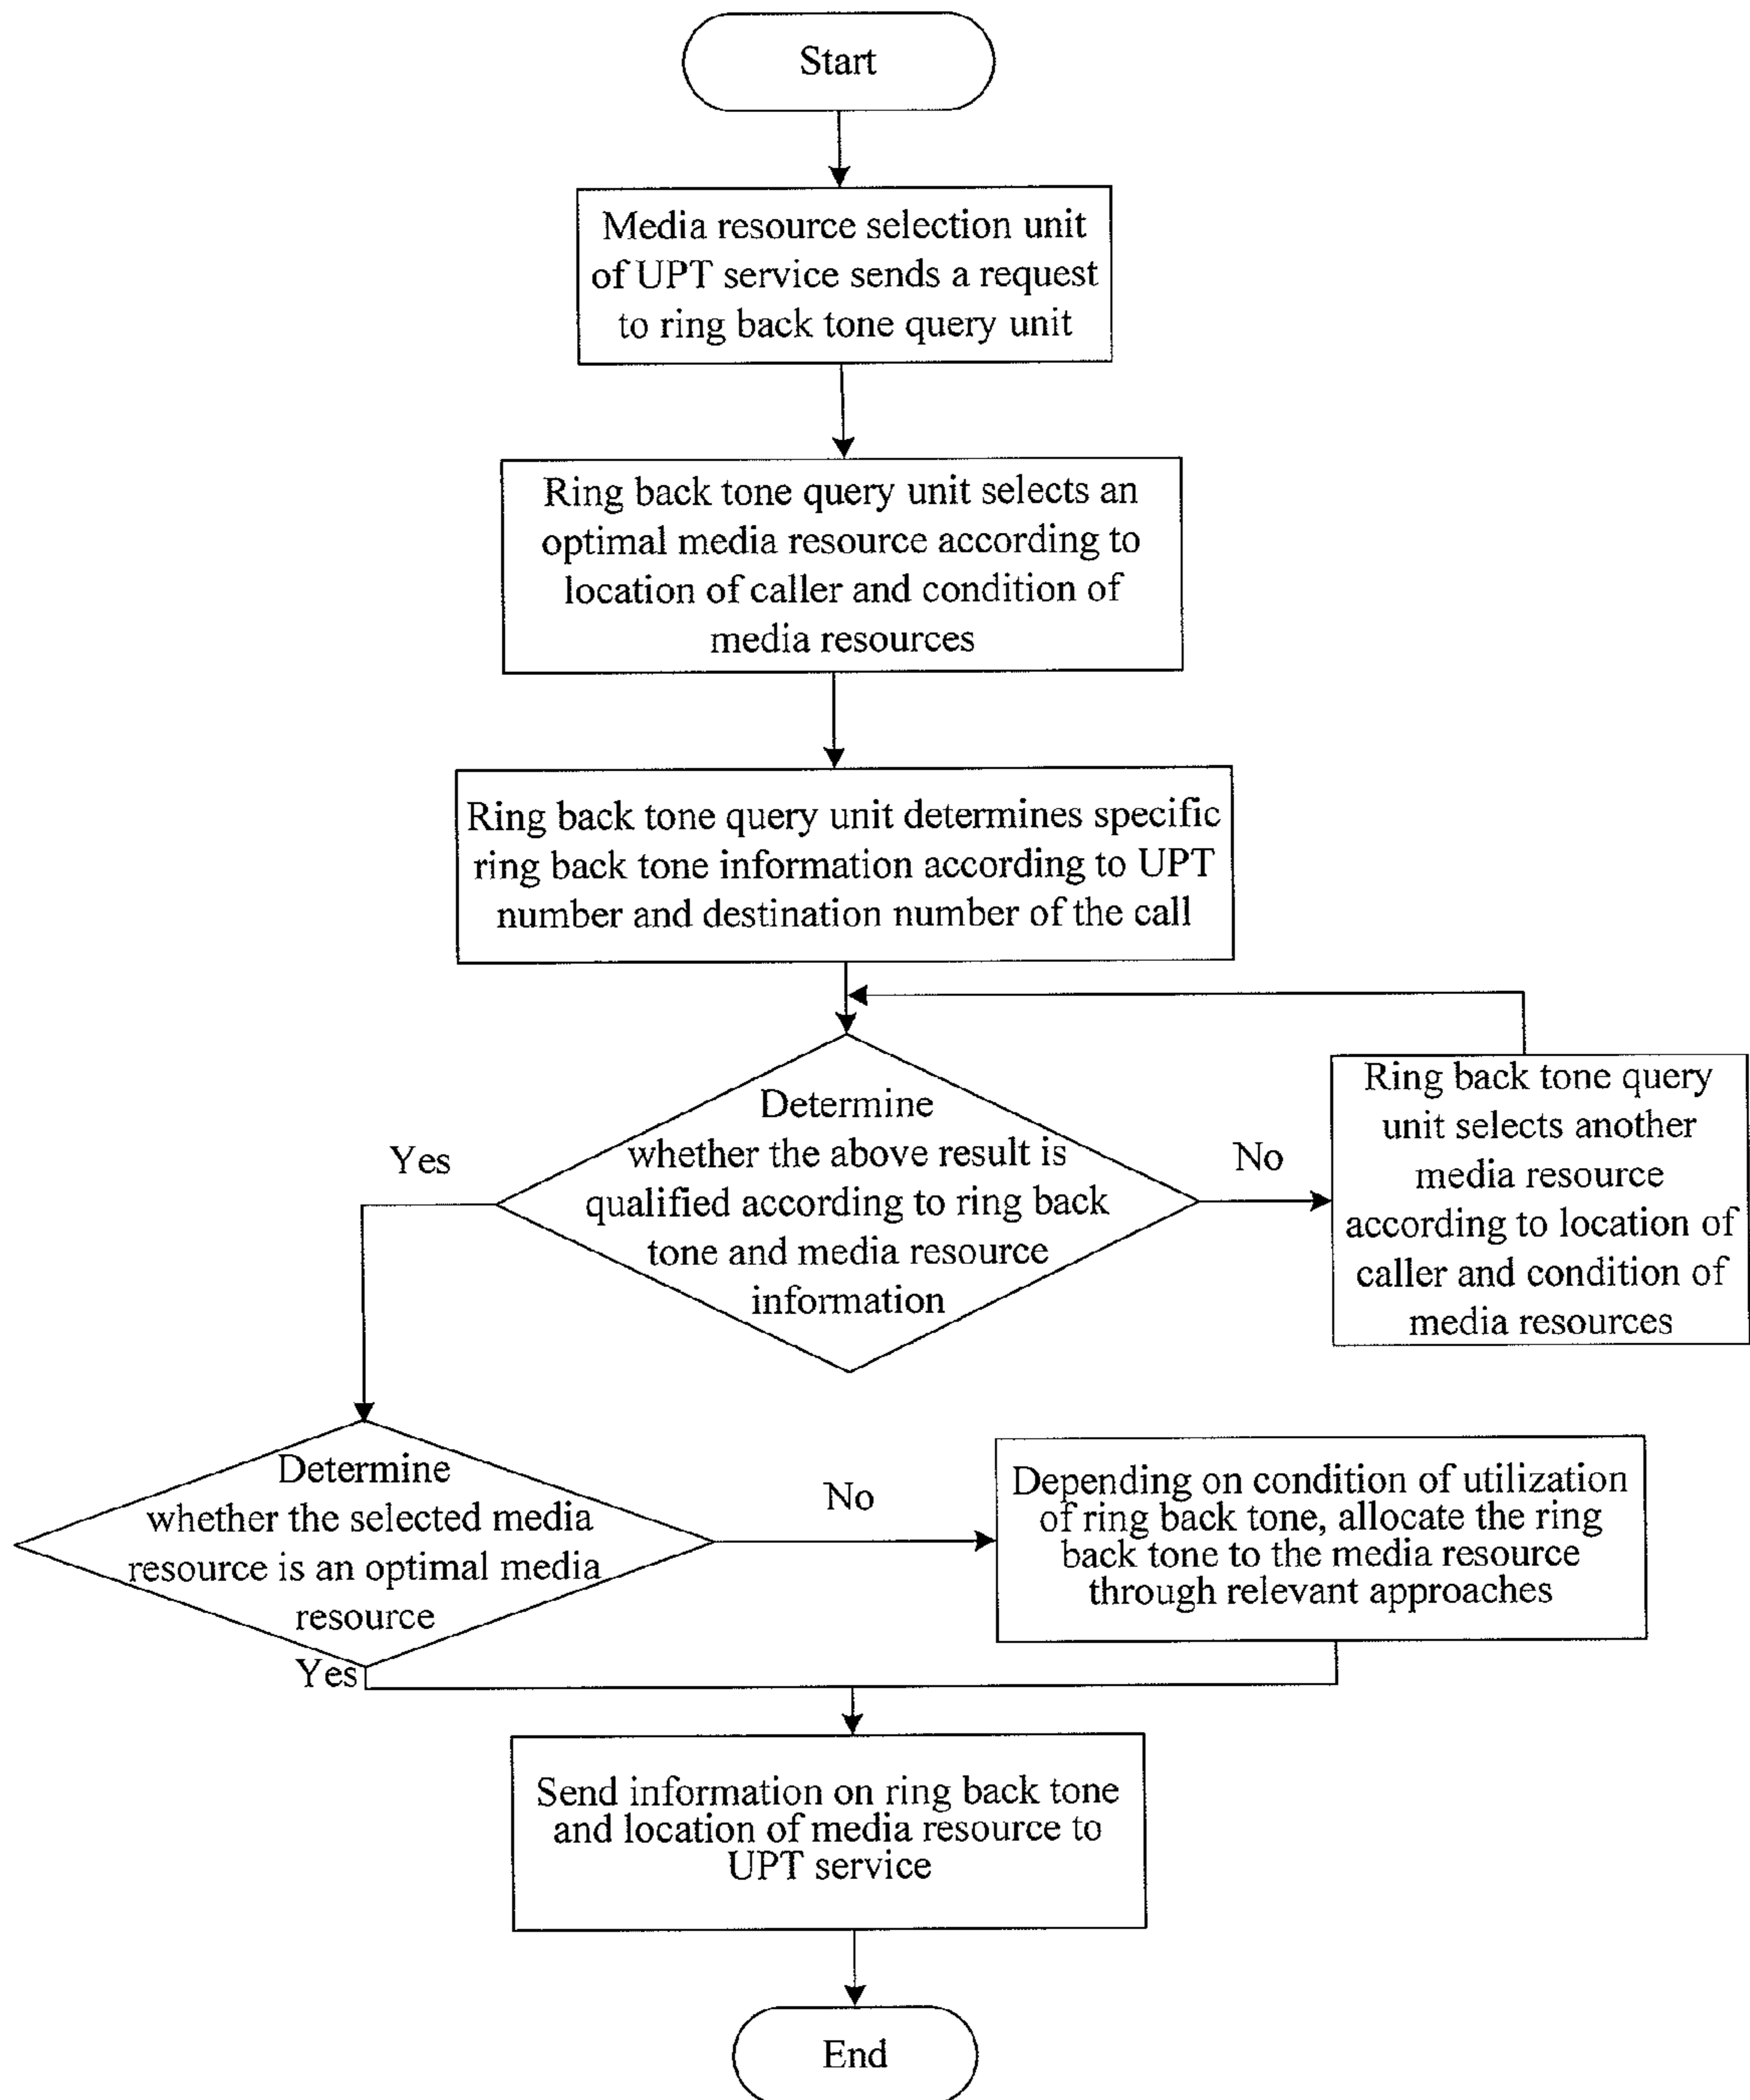 Start
Media resource selection unit
of UPT service sends a request
to ring back tone query unit
Ring back tone query unit selects an
optimal media resource according to
location of caller and condition of
media resources
Ring back tone query unit determines specific
ring back tone information according to UPT
number and destination number of the call
Determine
whether the above result is
qualified according to ring back
tone and media resource
information
Yes
No
Ring back tone query
unit selects another
media resource
according to location of
caller and condition of
media resources
Determine
whether the selected media
resource is an optimal media
resource
No
Depending on condition of utilization
of ring back tone, allocate the ring
back tone to the media resource
through relevant approaches
Yes
Send information on ring back tone
and location of media resource to
UPT service
End